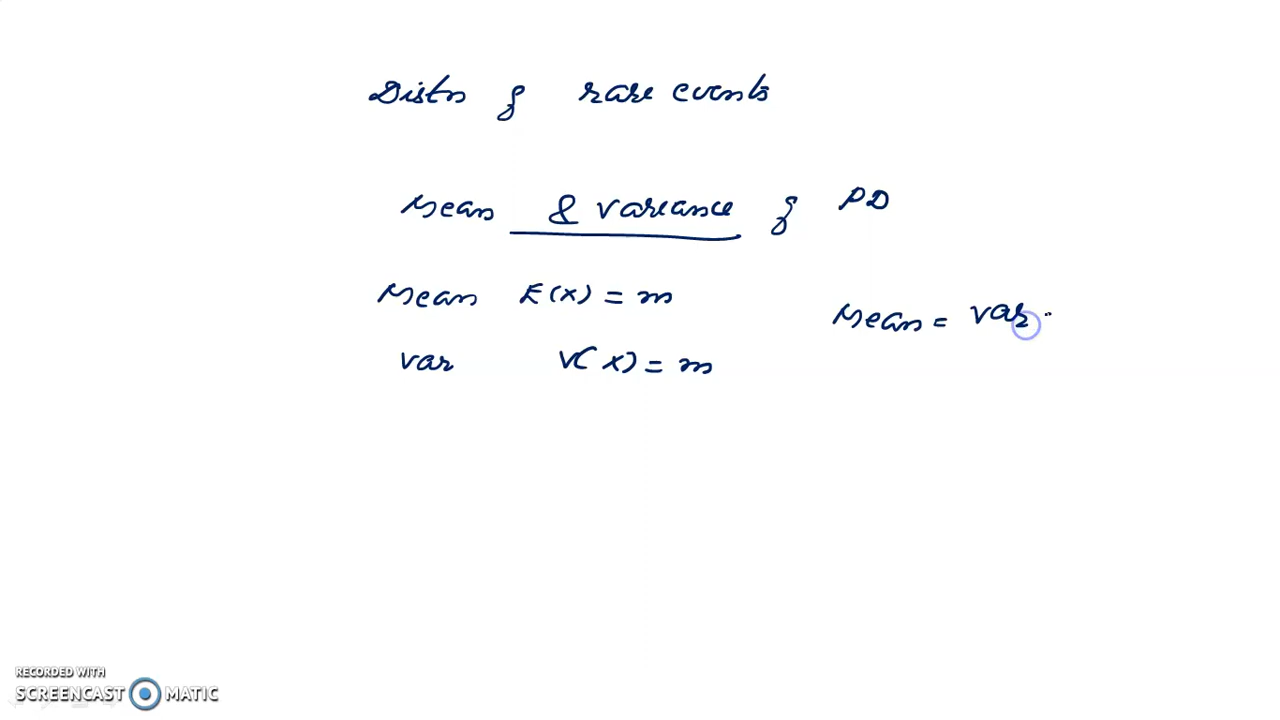 Distn of rare events
Mean & variance of PD
Mean E(X) = m
Mean = var.
var V(X) = m
RECORDED WITH
SCREENCAST MATIC